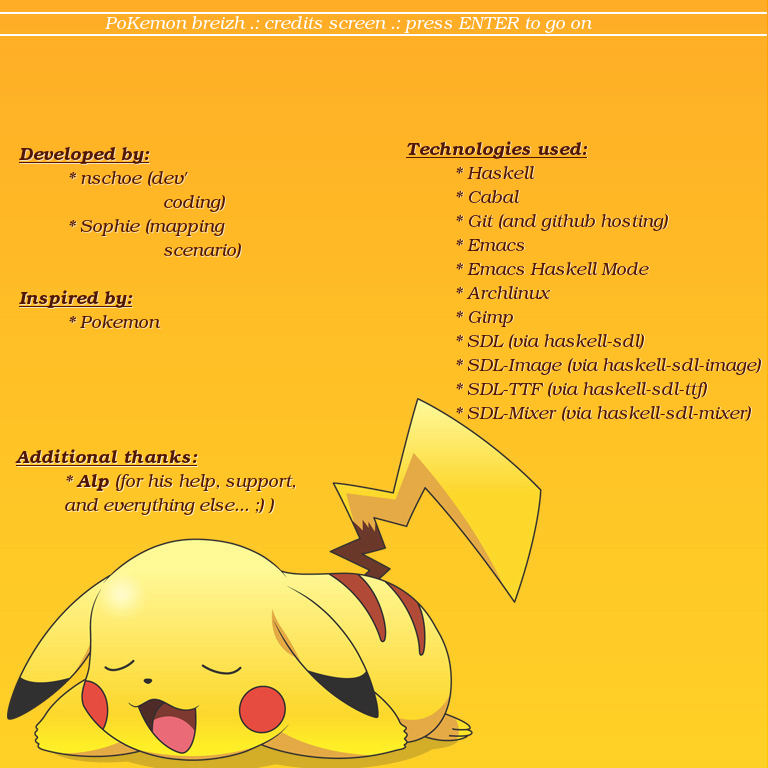 PoKemon breizh .: credits screen .: press ENTER to go on
Developed by:
* nschoe (dev'
coding)
* Sophie (mapping
scenario)
Inspired by:
* Pokemon
Additional thanks:
* Alp (for his help, support,
and everything else... ;) )
Technologies used:
* Haskell
* Cabal
* Git (and github hosting)
* Emacs
* Emacs Haskell Mode
* Archlinux
* Gimp
* SDL (via haskell-sdl)
* SDL-Image (via haskell-sdl-image)
* SDL-TTF (via haskell-sdl-ttf)
* SDL-Mixer (via haskell-sdl-mixer)